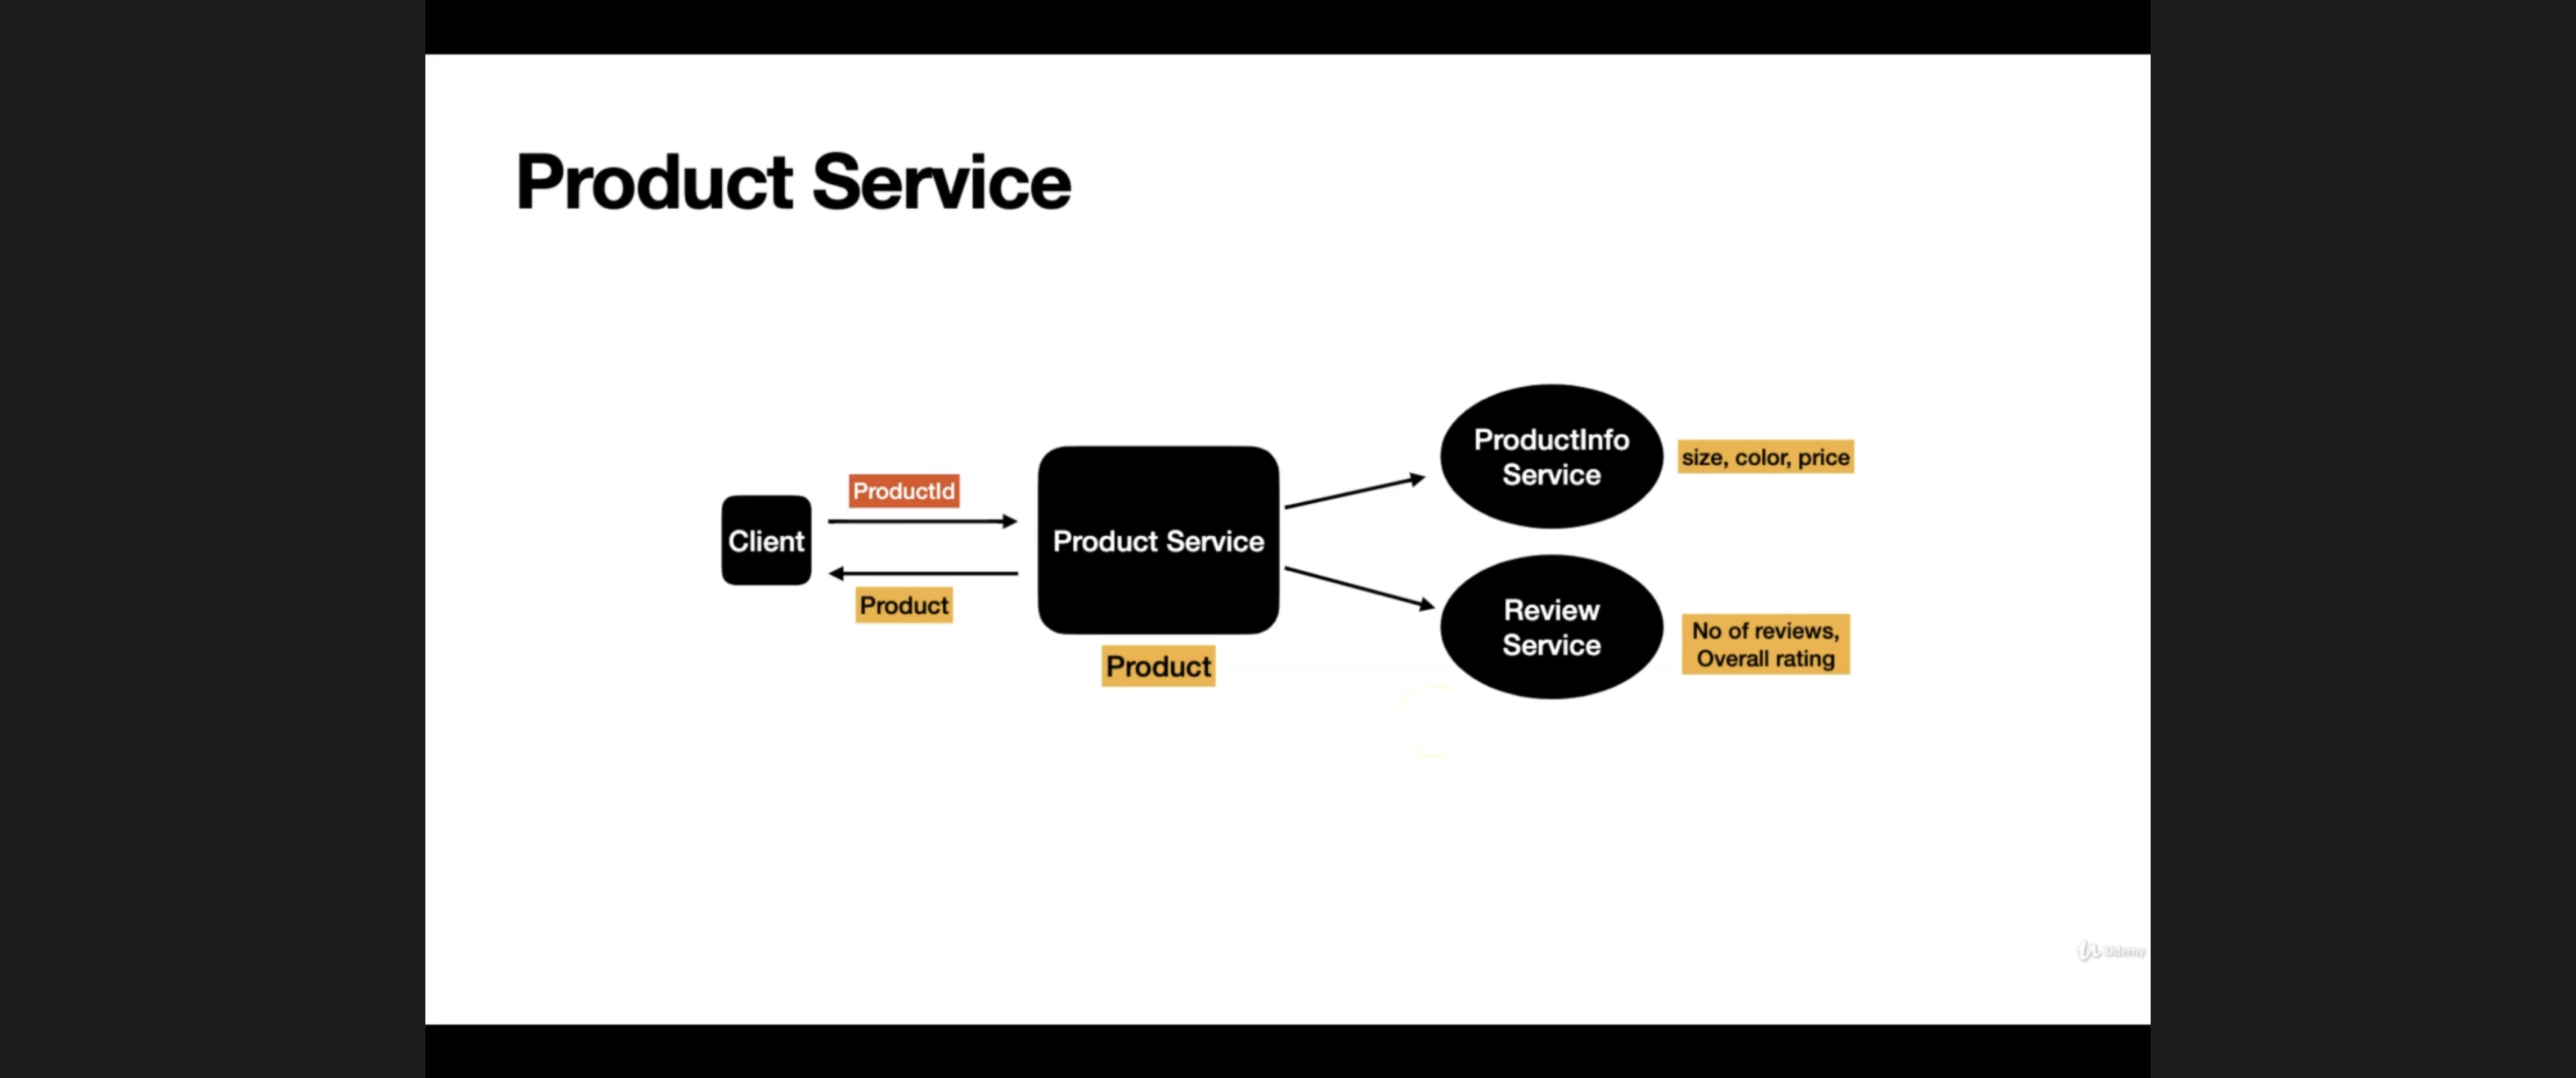 Product Service
ProductId
Client
Product
Product Service
Product
ProductInfo
Service
size, color, price
Review
Service
No of reviews,
Overall rating
Udemy